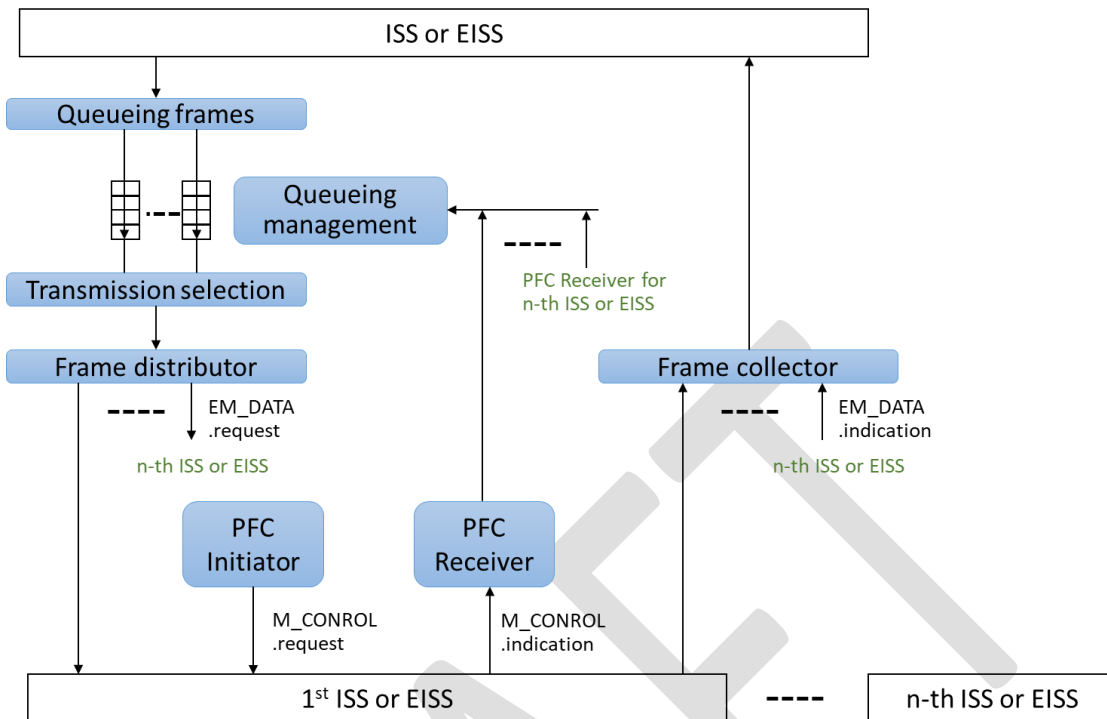 ISS or EISS
Queueing frames
Queueing
management
PFC Receiver for
n-th ISS or EISS
Transmission selection
Frame distributor
Frame collector
EM_DATA
.request
EM_DATA
.indication
n-th ISS or EISS
n-th ISS or EISS
PFC
Initiator
PFC
Receiver
M_CONROL
.request
M_CONROL
.indication
1st ISS or EISS
n-th ISS or EISS